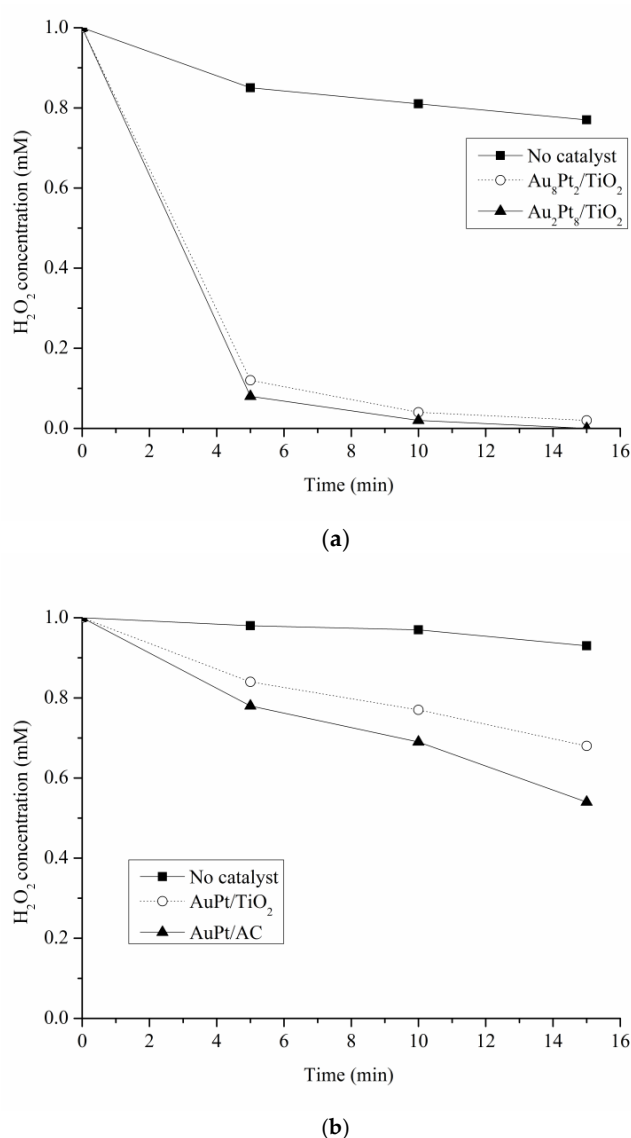 1.0
0.8
0.6
0.4
0.2
0.0
H₂O₂ concentration (mM)
No catalyst
Au₈Pt₂/TiO₂
Au₂Pt₈/TiO₂
0 2 4 6 8 10 12 14 16
Time (min)
(a)
1.0
0.8
0.6
0.4
0.2
0.0
H₂O₂ concentration (mM)
No catalyst
AuPt/TiO₂
AuPt/AC
0 2 4 6 8 10 12 14 16
Time (min)
(b)